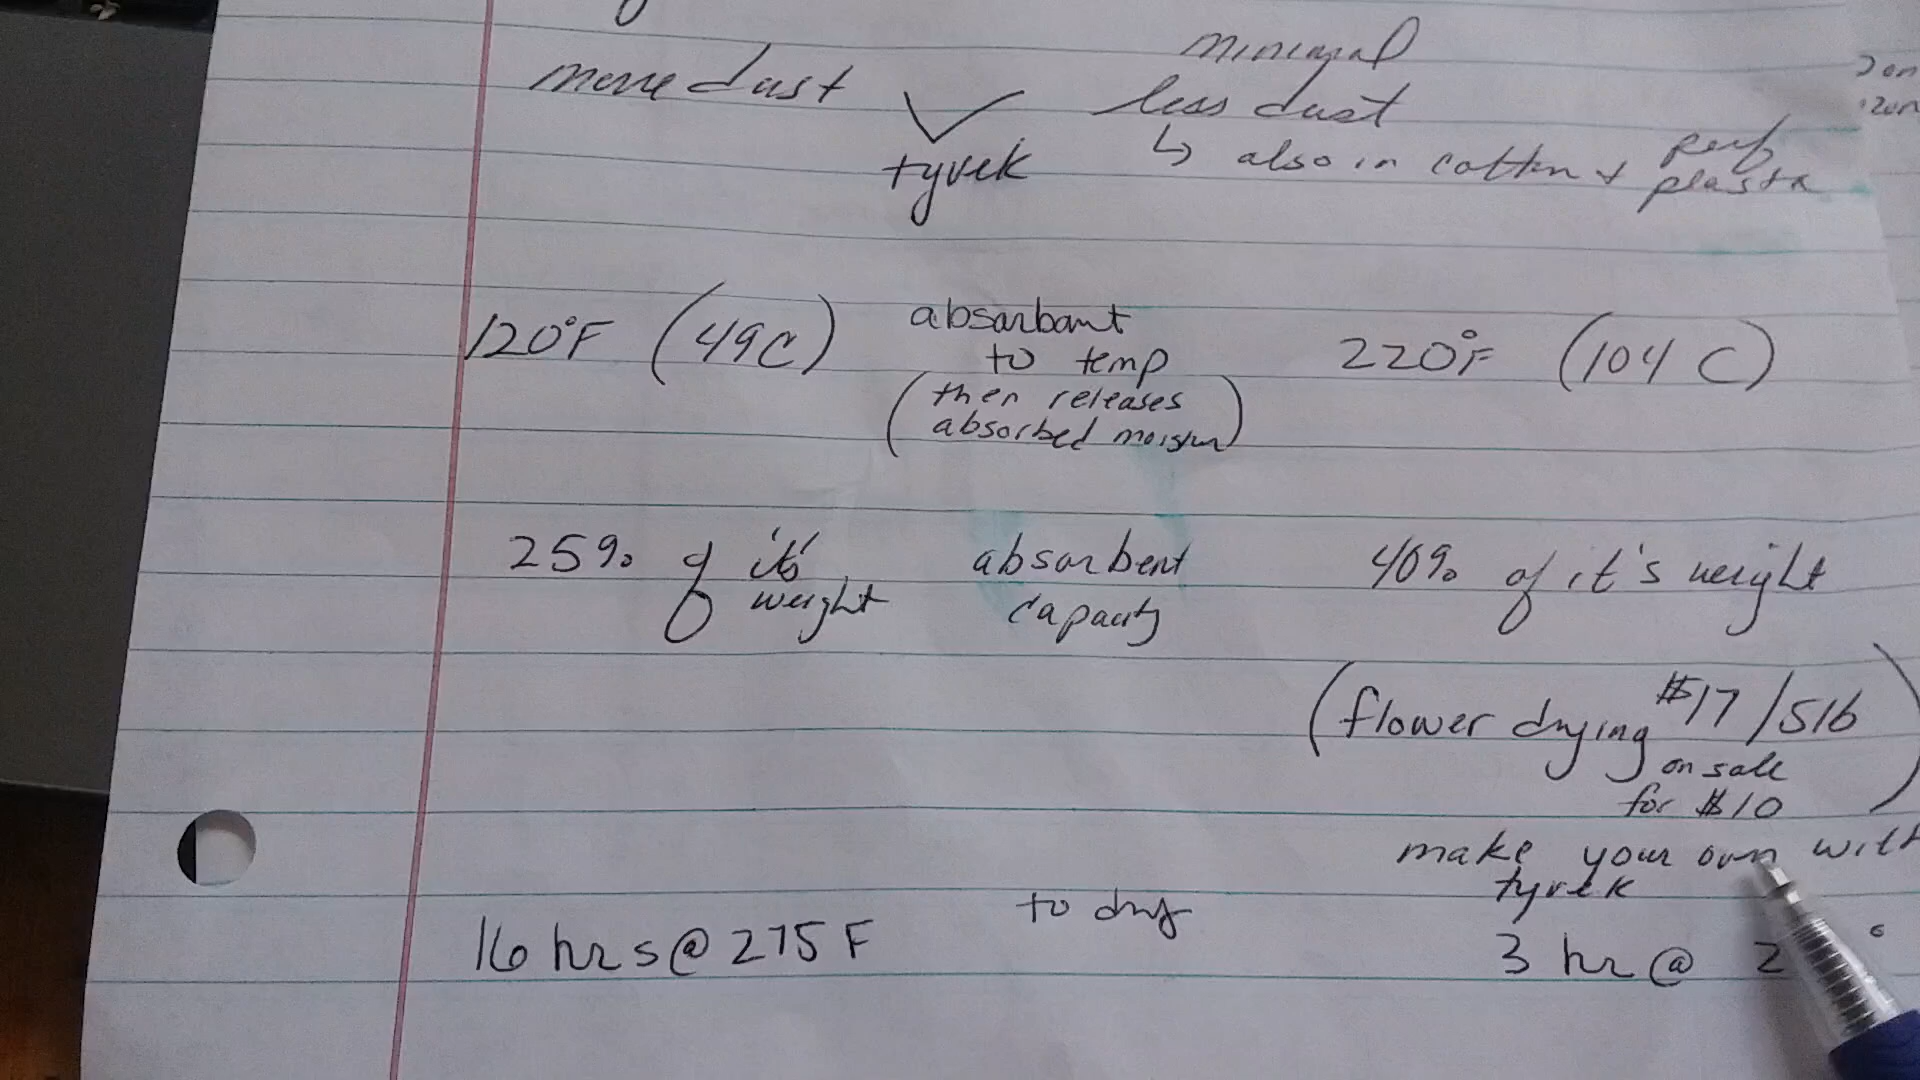 minimal
more dust
less dust
tyvek
↳ also in cotton + perf
plastic
120°F (49C)
absorbant
to temp
(then releases
absorbed moistur)
220°F (104 C)
25% of it's
weight
absorbent
capacity
40% of it's weight
(flower drying $17/5lb
on sale
for $10)
make your own with
tyvek
to dry
16 hrs @ 275 F
3 hr @ 2 °